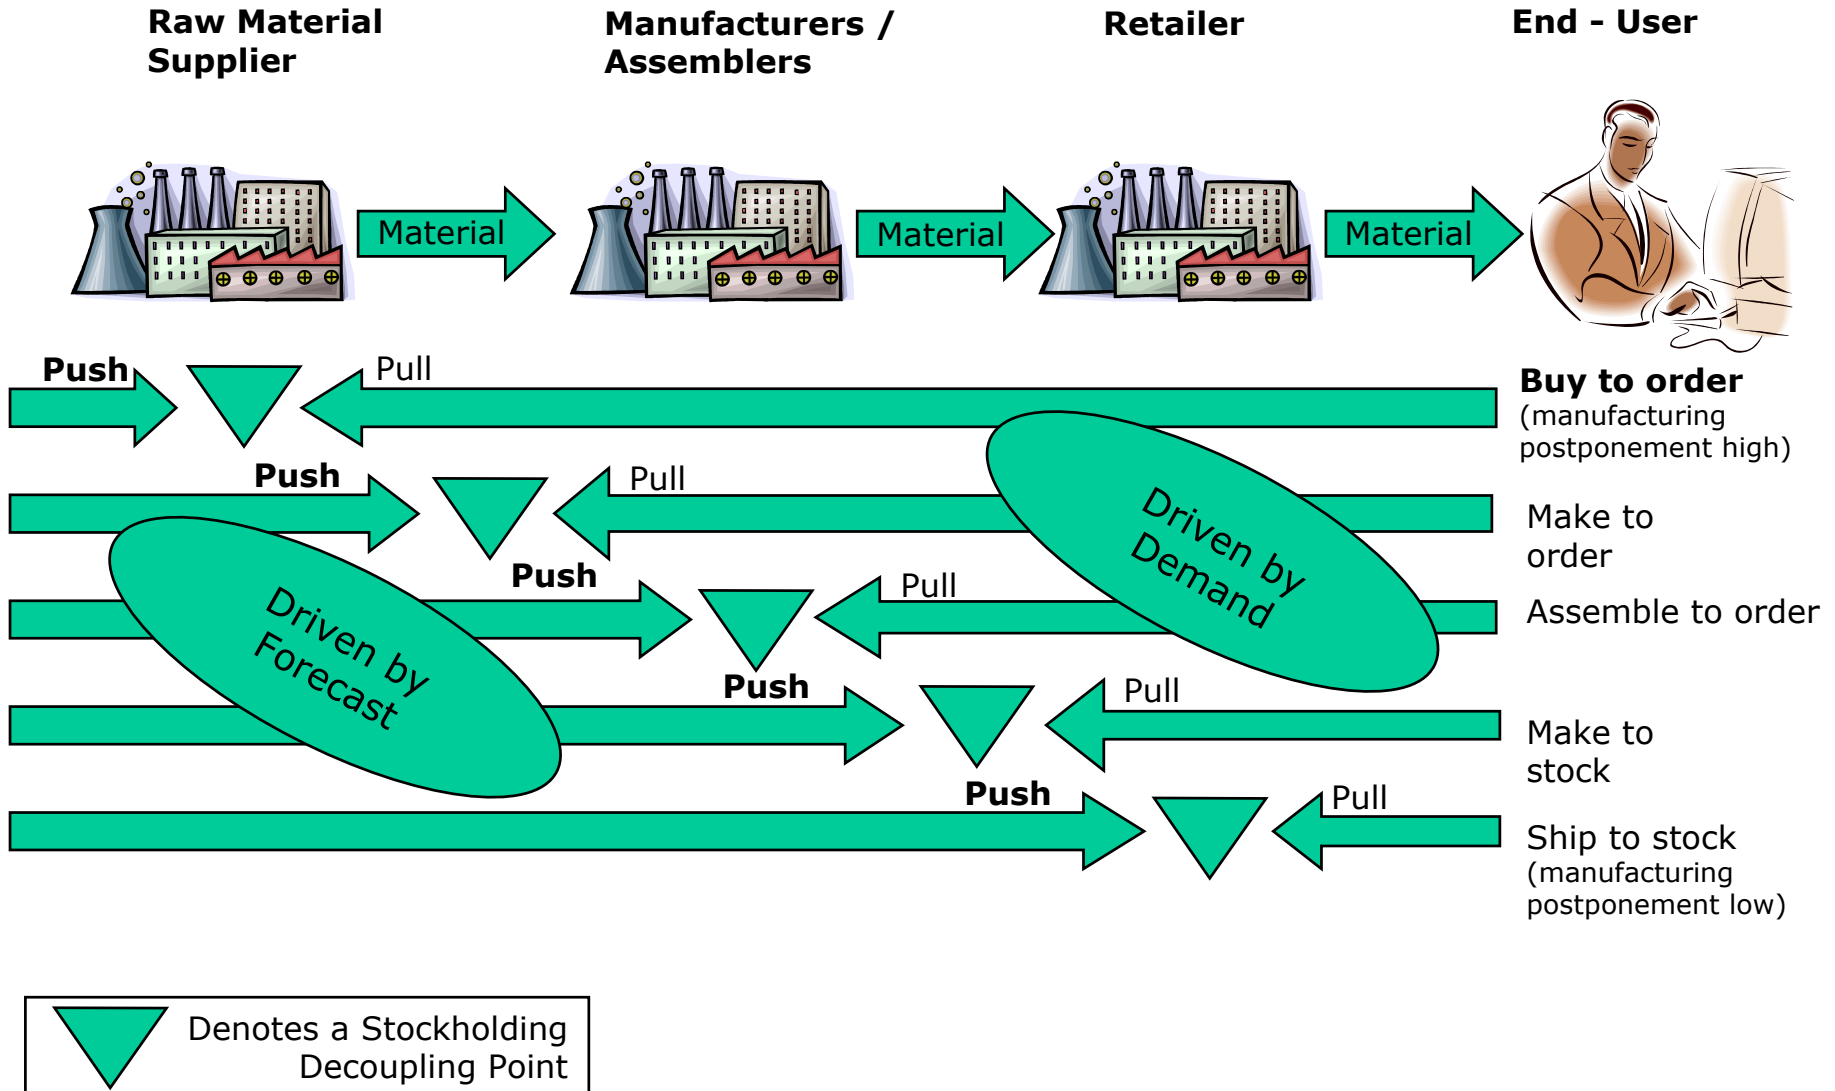 Raw Material
Supplier
Manufacturers /
Assemblers
Retailer
End - User
Material
Material
Material
Push
Pull
Buy to order
(manufacturing
postponement high)
Push
Pull
Make to
order
Driven by
Demand
Push
Pull
Assemble to order
Driven by
Forecast
Push
Pull
Make to
stock
Push
Pull
Ship to stock
(manufacturing
postponement low)
Denotes a Stockholding
Decoupling Point